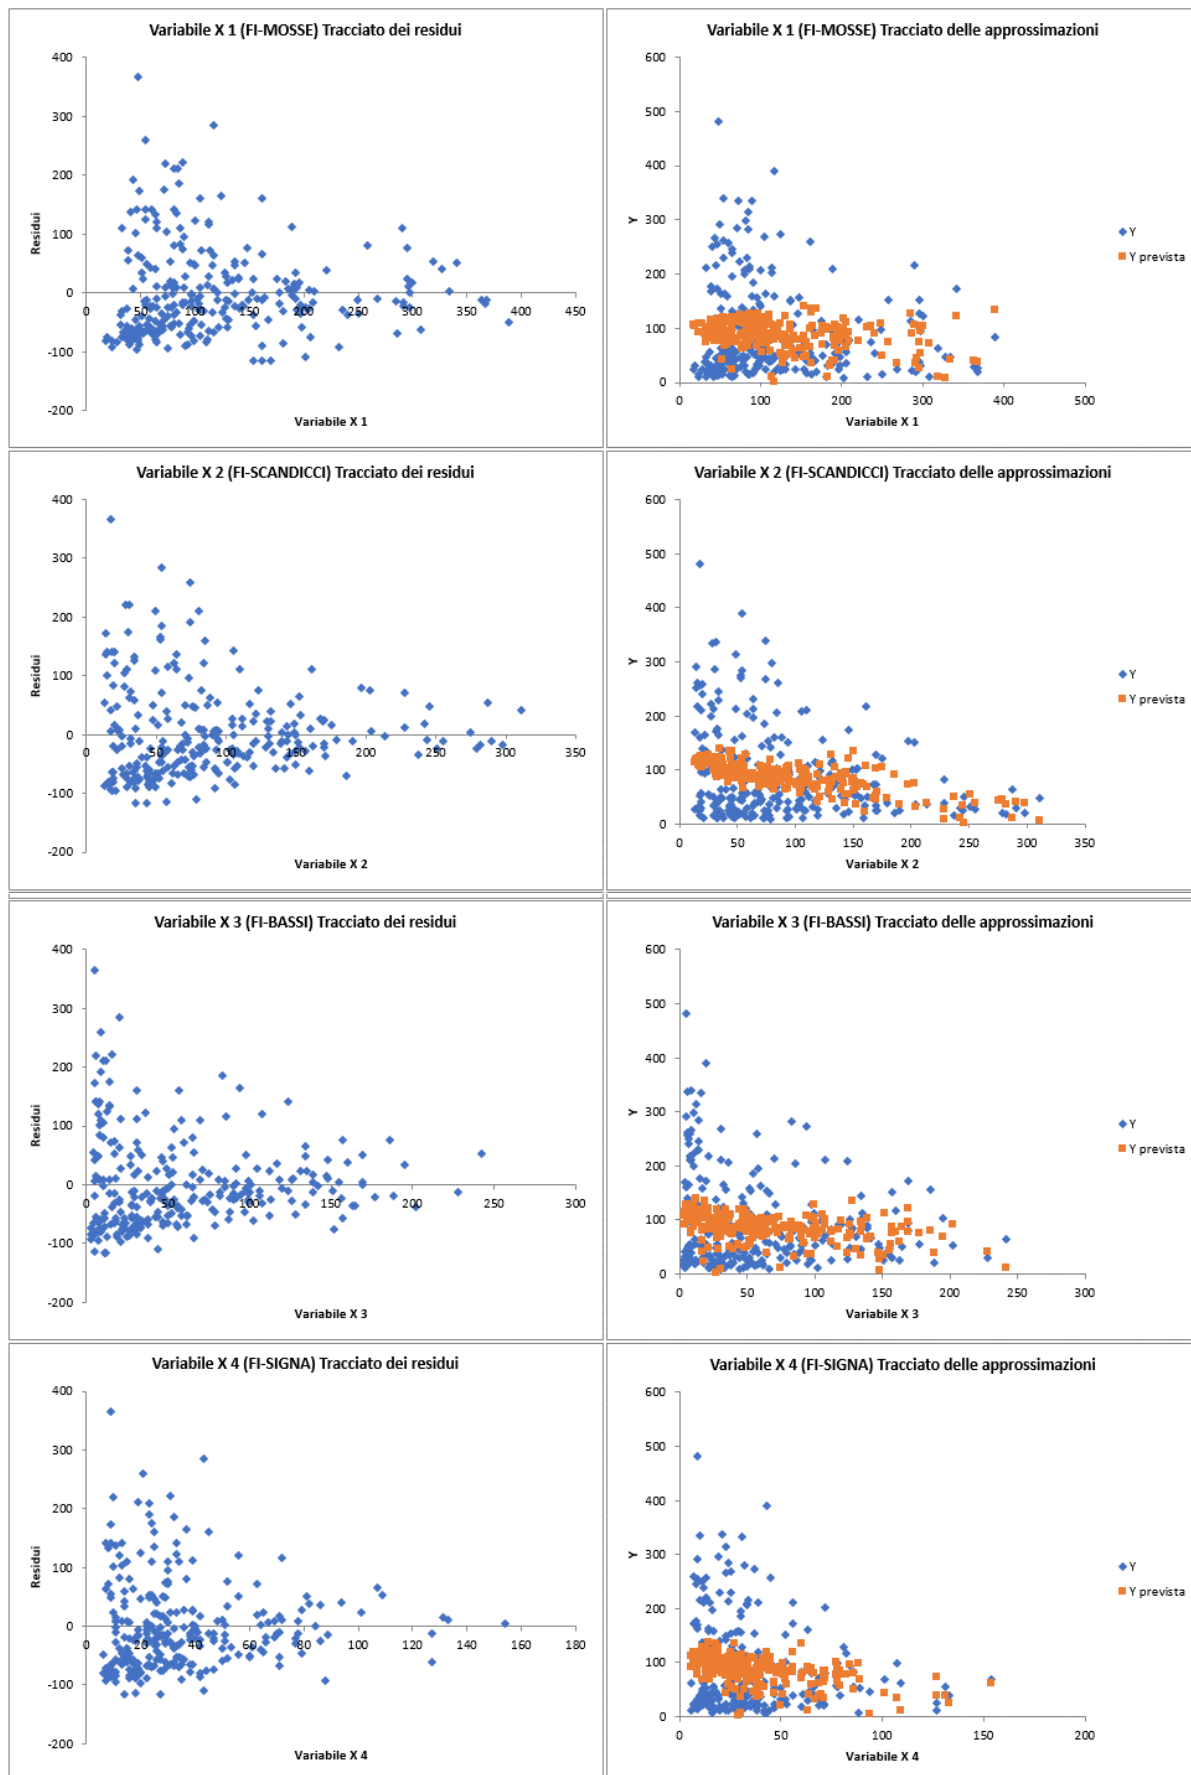 Variabile X 1 (FI-MOSSE) Tracciato dei residui
400
300
200
100
0
-100
-200
0 50 100 150 200 250 300 350 400 450
Residui
Variabile X 1
Variabile X 1 (FI-MOSSE) Tracciato delle approssimazioni
600
500
400
300
200
100
0
0 100 200 300 400 500
Y
Variabile X 1
Y
Y prevista
Variabile X 2 (FI-SCANDICCI) Tracciato dei residui
400
300
200
100
0
-100
-200
0 50 100 150 200 250 300 350
Residui
Variabile X 2
Variabile X 2 (FI-SCANDICCI) Tracciato delle approssimazioni
600
500
400
300
200
100
0
0 50 100 150 200 250 300 350
Y
Variabile X 2
Y
Y prevista
Variabile X 3 (FI-BASSI) Tracciato dei residui
400
300
200
100
0
-100
-200
0 50 100 150 200 250 300
Residui
Variabile X 3
Variabile X 3 (FI-BASSI) Tracciato delle approssimazioni
600
500
400
300
200
100
0
0 50 100 150 200 250 300
Y
Variabile X 3
Y
Y prevista
Variabile X 4 (FI-SIGNA) Tracciato dei residui
400
300
200
100
0
-100
-200
0 20 40 60 80 100 120 140 160 180
Residui
Variabile X 4
Variabile X 4 (FI-SIGNA) Tracciato delle approssimazioni
600
500
400
300
200
100
0
0 50 100 150 200
Y
Variabile X 4
Y
Y prevista